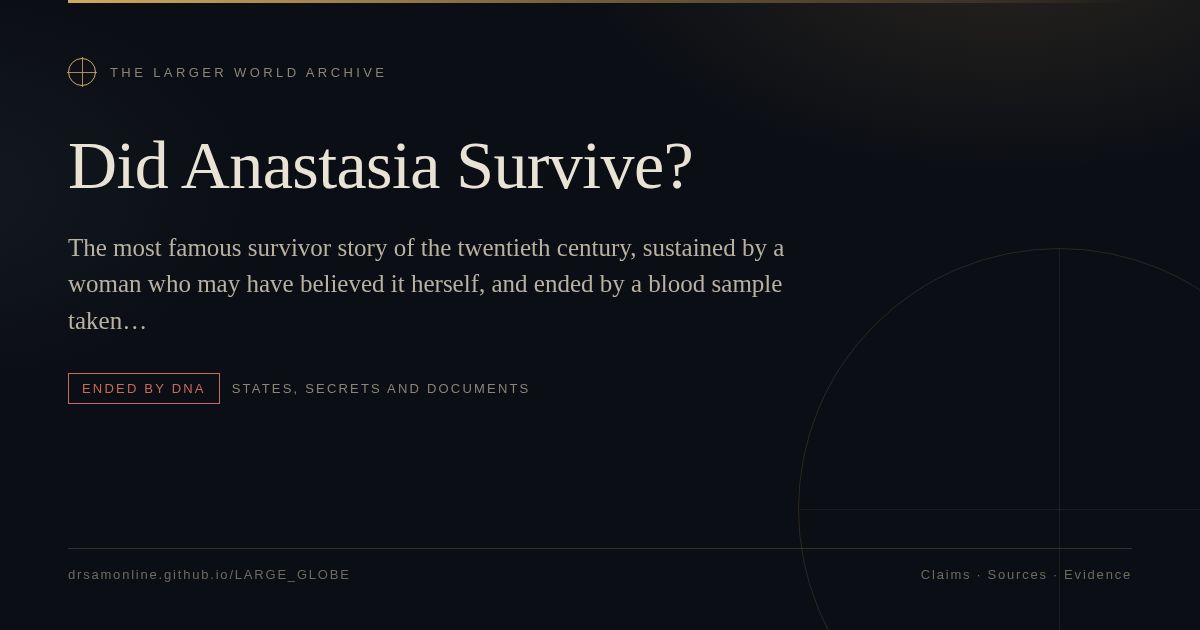 THE LARGER WORLD ARCHIVE
Did Anastasia Survive?
The most famous survivor story of the twentieth century, sustained by a
woman who may have believed it herself, and ended by a blood sample
taken…
ENDED BY DNA STATES, SECRETS AND DOCUMENTS
drsamonline.github.io/LARGE_GLOBE Claims · Sources · Evidence